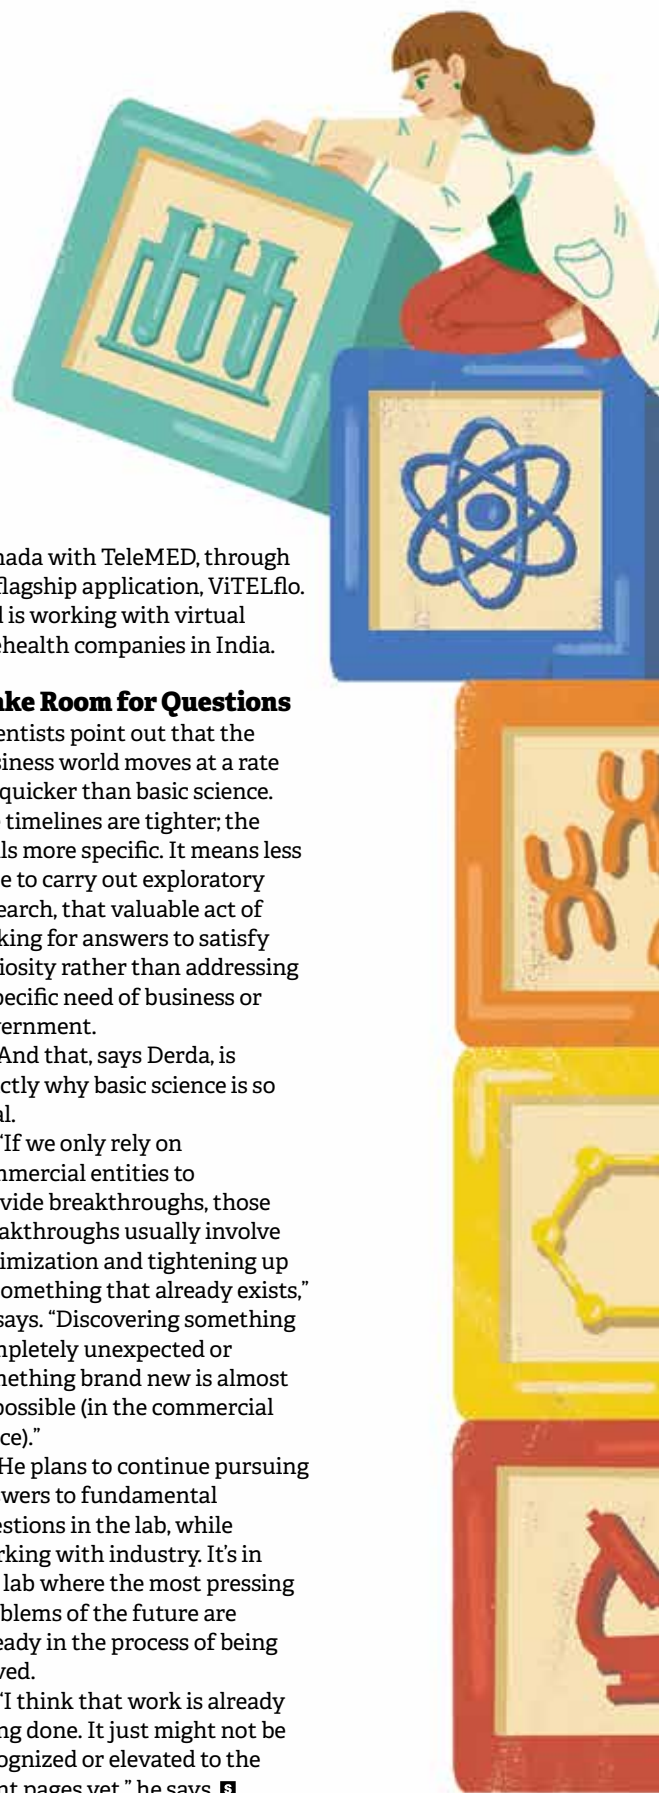 nada with TeleMED, through
flagship application, ViTELflo.
d is working with virtual
ehealth companies in India.
ake Room for Questions
entists point out that the
siness world moves at a rate
quicker than basic science.
e timelines are tighter; the
ls more specific. It means less
e to carry out exploratory
earch, that valuable act of
king for answers to satisfy
iosity rather than addressing
pecific need of business or
vernment.
And that, says Derda, is
ctly why basic science is so
al.
“If we only rely on
mmercial entities to
vide breakthroughs, those
akthroughs usually involve
imization and tightening up
omething that already exists,”
says. “Discovering something
mpletely unexpected or
mething brand new is almost
possible (in the commercial
ce).”
He plans to continue pursuing
swers to fundamental
estions in the lab, while
rking with industry. It’s in
lab where the most pressing
blems of the future are
eady in the process of being
ved.
“I think that work is already
ng done. It just might not be
ognized or elevated to the
nt pages yet,” he says. S